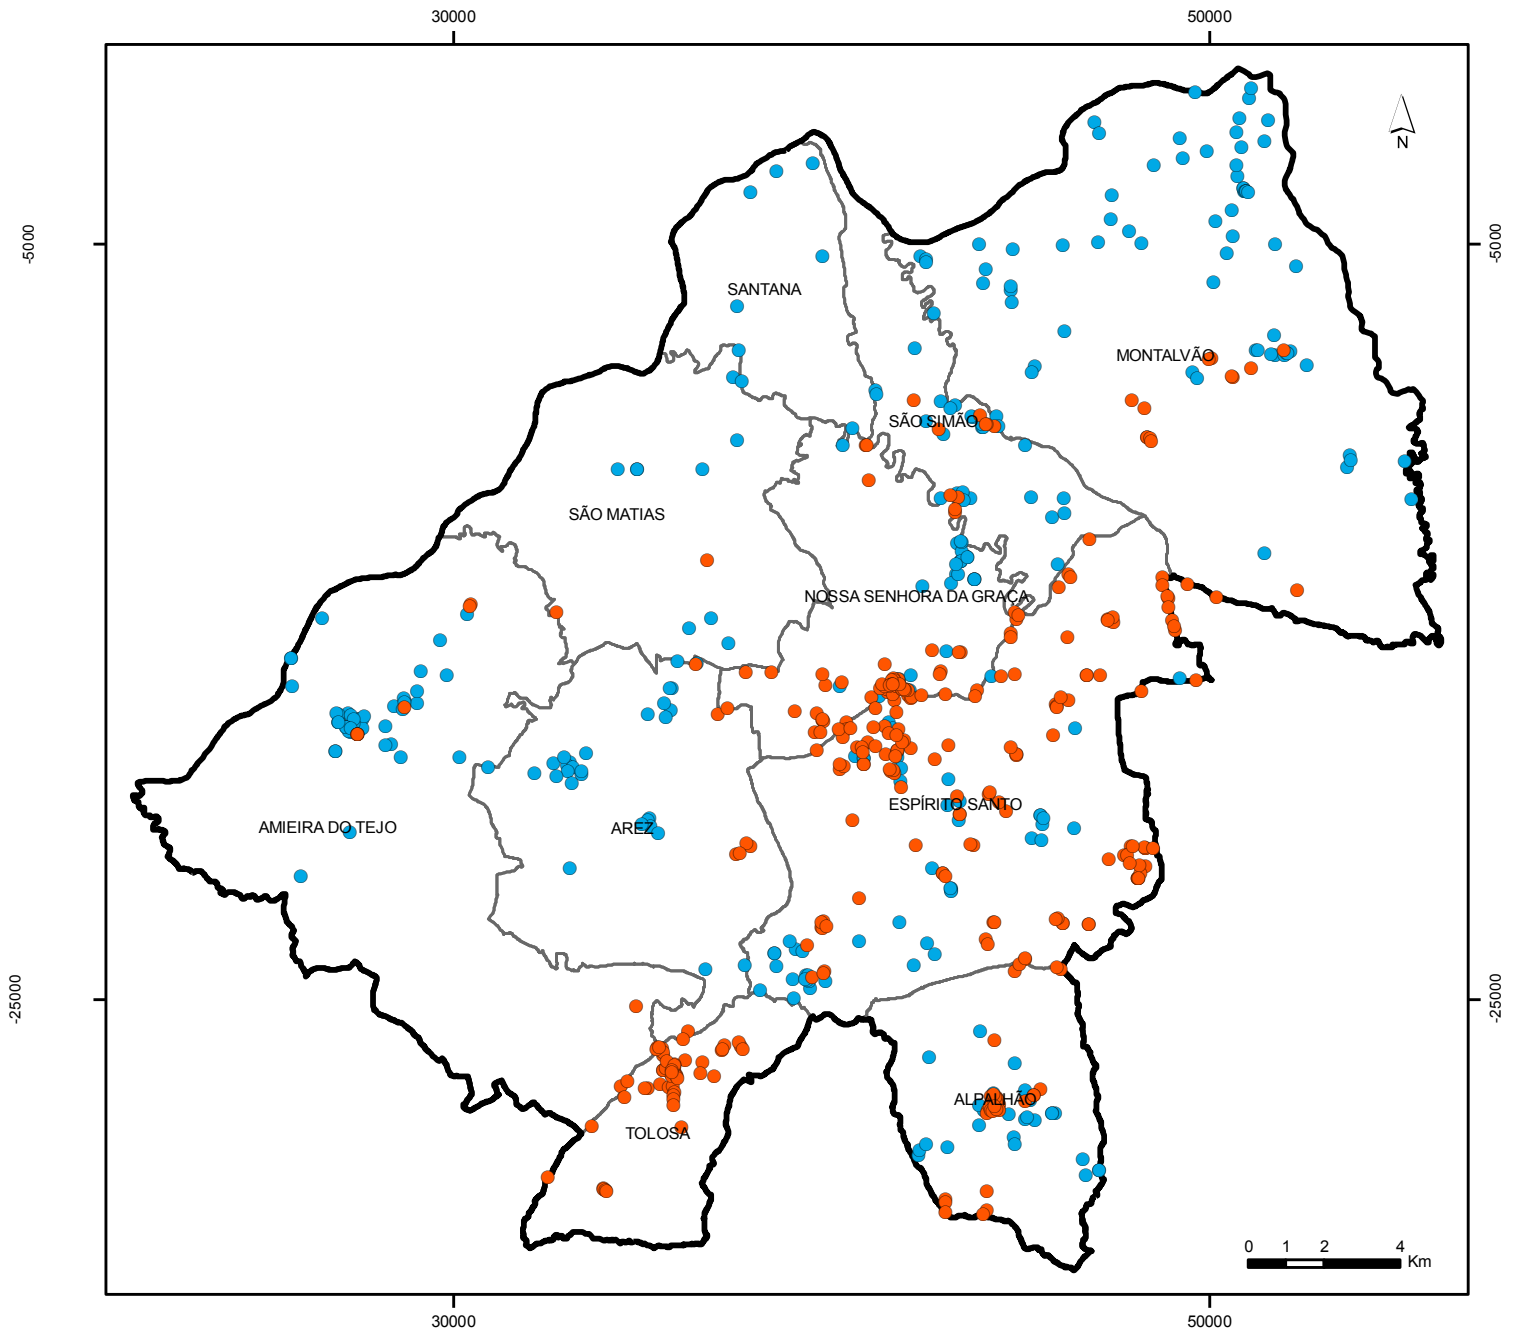 30000
50000
N
-5000
-5000
SANTANA
MONTALVÃO
SÃO SIMÃO
SÃO MATIAS
NOSSA SENHORA DA GRAÇA
ESPÍRITO SANTO
AMIEIRA DO TEJO
AREZ
-25000
-25000
ALPALHÃO
TOLOSA
0 1 2 4
Km
30000
50000